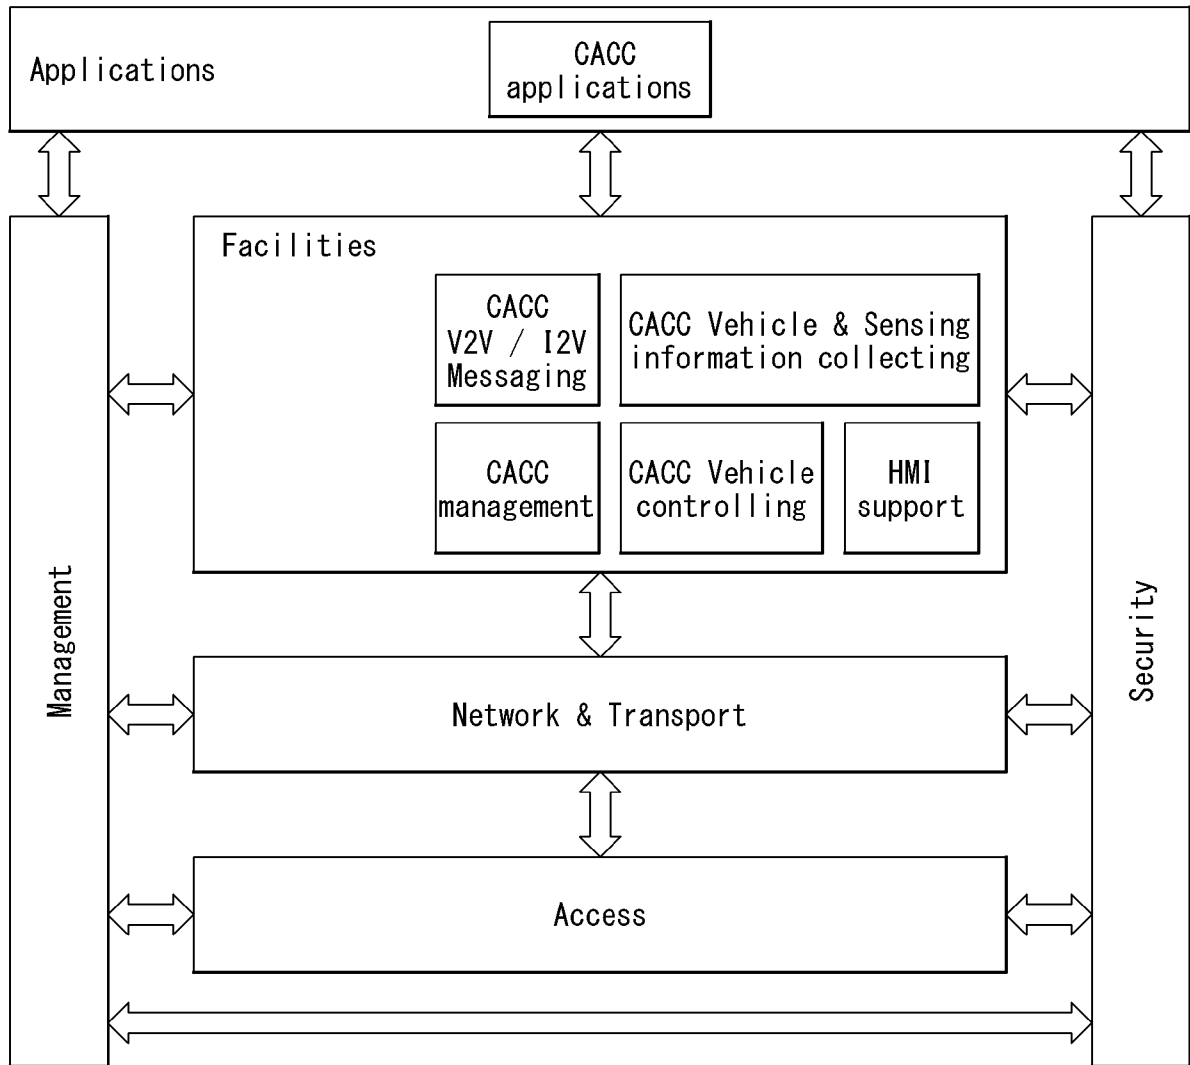 Applications
CACC
applications
Facilities
CACC
V2V / I2V
Messaging
CACC Vehicle & Sensing
information collecting
CACC
management
CACC Vehicle
controlling
HMI
support
Management
Security
Network & Transport
Access